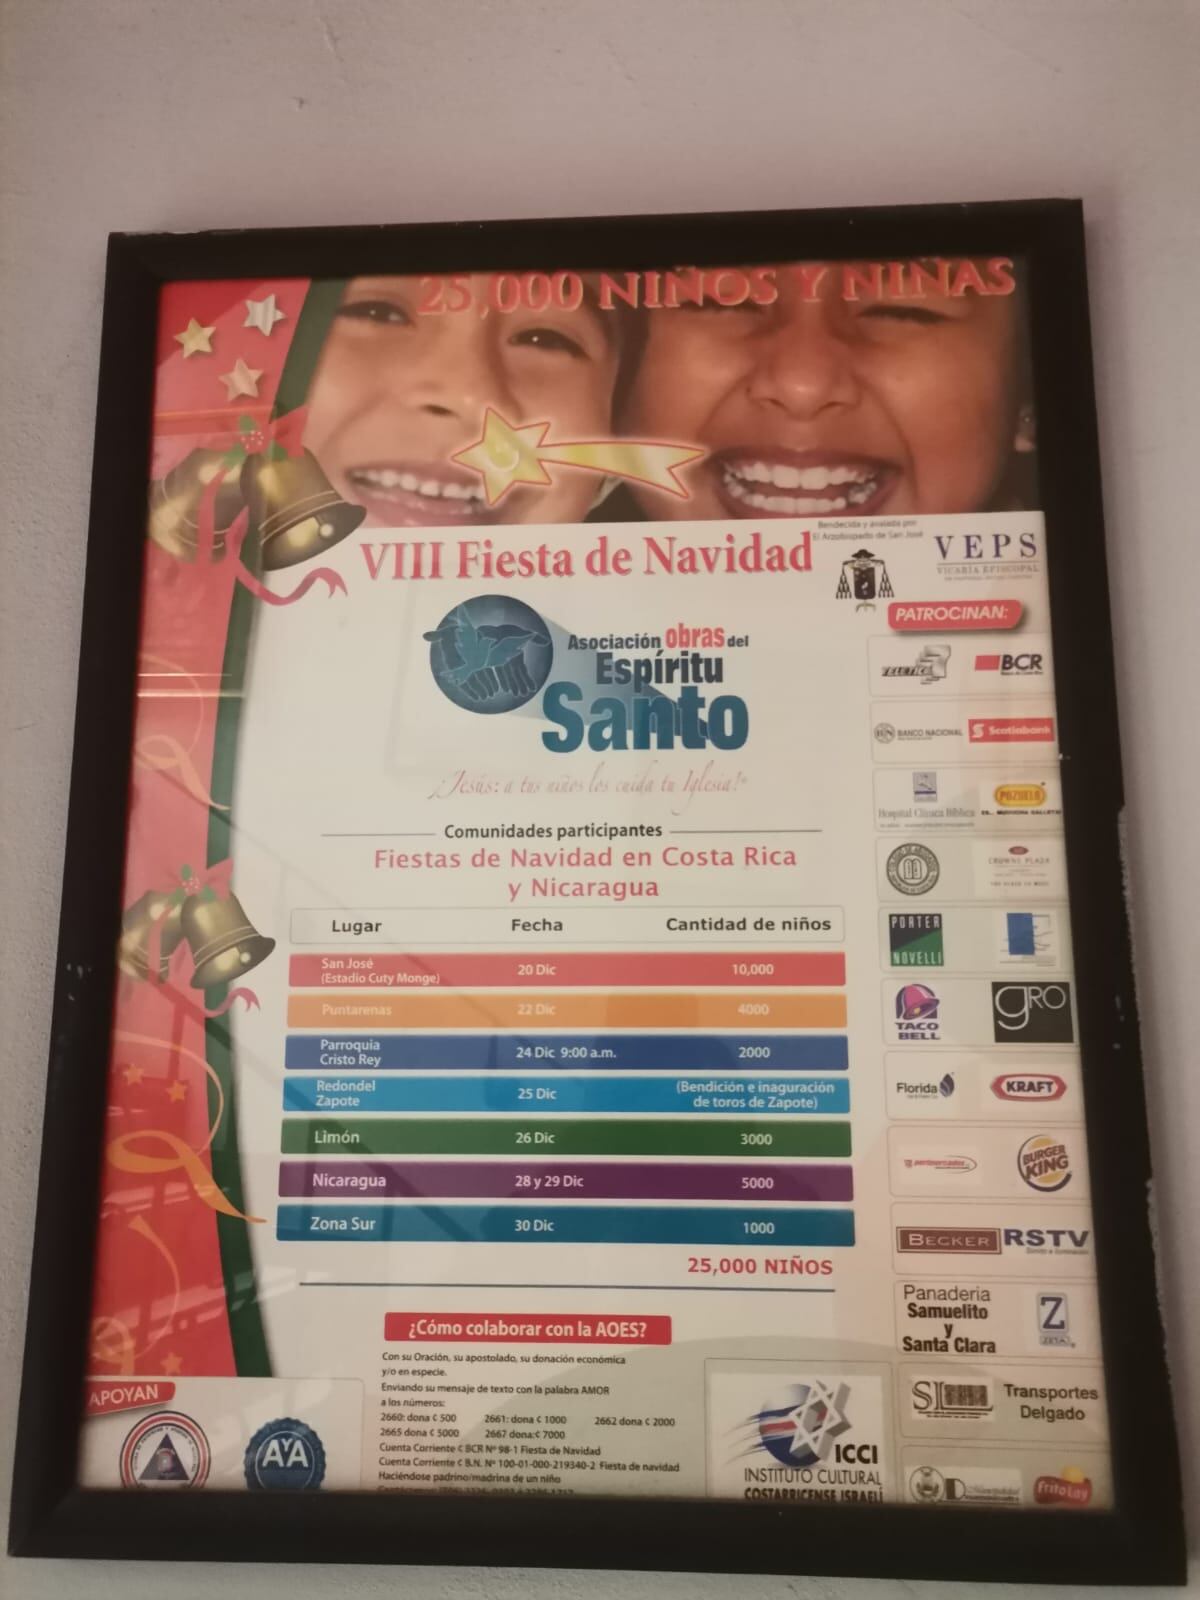 25,000 NIÑOS Y NIÑAS
VIII Fiesta de Navidad
Bendecida y avalada por
El Arzobispado de San José
VEPS
VICARÍA EPISCOPAL
PATROCINAN:
Asociación obras del
Espíritu
Santo
¡Jesús: a tus niños los cuida tu Iglesia!
Comunidades participantes
Fiestas de Navidad en Costa Rica
y Nicaragua
Lugar Fecha Cantidad de niños
San José
(Estadio Cuty Monge) 20 Dic 10,000
Puntarenas 22 Dic 4000
Parroquia
Cristo Rey 24 Dic 9:00 a.m. 2000
Redondel
Zapote 25 Dic (Bendición e inaguración
de toros de Zapote)
Limón 26 Dic 3000
Nicaragua 28 y 29 Dic 5000
Zona Sur 30 Dic 1000
25,000 NIÑOS
¿Cómo colaborar con la AOES?
Con su Oración, su apostolado, su donación económica
y/o en especie.
Enviando su mensaje de texto con la palabra AMOR
a los números:
2660: dona ¢ 500 2661: dona ¢ 1000 2662 dona ¢ 2000
2665 dona ¢ 5000 2667 dona:¢ 7000
Cuenta Corriente ¢ BCR Nº 98-1 Fiesta de Navidad
Cuenta Corriente ¢ B.N. Nº 100-01-000-219340-2 Fiesta de navidad
Haciéndose padrino/madrina de un niño
APOYAN
AYA
ICCI
INSTITUTO CULTURAL
COSTARRICENSE ISRAELÍ
TELETICA BCR
BANCO NACIONAL Scotiabank
Hospital Clínica Bíblica POZUELO
CROWNE PLAZA
PORTER
NOVELLI
TACO
BELL
GRO
Florida KRAFT
BURGER
KING
BECKER RSTV
Panaderia
Samuelito
y
Santa Clara
Z
ZETA
Transportes
Delgado
FritoLay